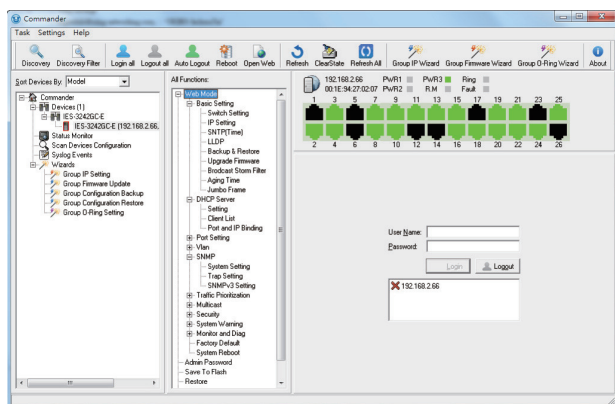 Commander
Task Settings Help
Discovery Discovery Filter Login all Logout all Auto Logout Reboot Open Web Refresh ClearState Refresh All Group IP Wizard Group Firmware Wizard Group O-Ring Wizard About
Sort Devices By: Model
Commander
Devices (1)
IES-3242GC-E
IES-3242GC-E (192.168.2.66,
Status Monitor
Scan Devices Configuration
Syslog Events
Wizards
Group IP Setting
Group Firmware Update
Group Configuration Backup
Group Configuration Restore
Group O-Ring Setting
All Functions:
Web Mode
Basic Setting
Switch Setting
IP Setting
SNTP(Time)
LLDP
Backup & Restore
Upgrade Firmware
Brodcast Storm Filter
Aging Time
Jumbo Frame
DHCP Server
Setting
Client List
Port and IP Binding
Port Setting
Vlan
SNMP
System Setting
Trap Setting
SNMPv3 Setting
Traffic Prioritization
Multicast
Security
System Warning
Monitor and Diag
Factory Default
System Reboot
Admin Password
Save To Flash
Restore
192.168.2.66 PWR1 PWR3 Ring
00:1E:94:27:02:07 PWR2 R.M Fault
1 3 5 7 9 11 13 15 17 19 21 23 25
2 4 6 8 10 12 14 16 18 20 22 24 26
User Name:
Password:
Login Loggut
192.168.2.66